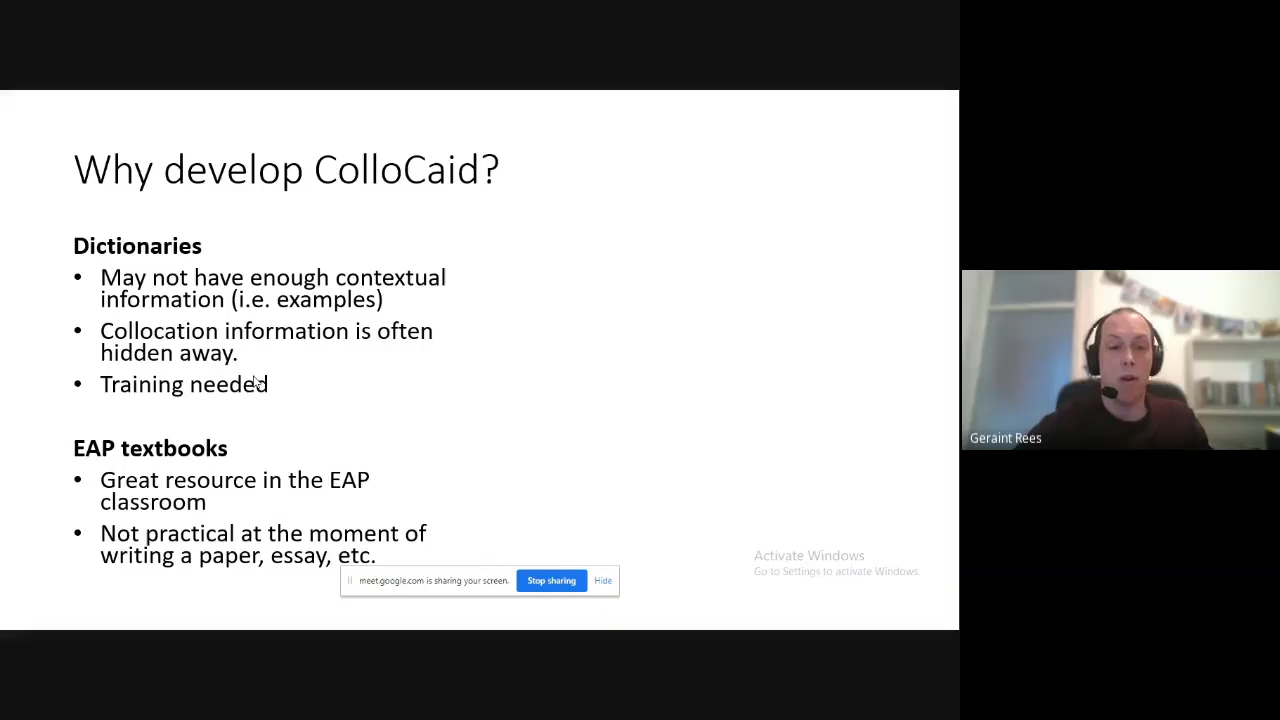 Why develop ColloCaid?
Dictionaries
• May not have enough contextual
information (i.e. examples)
• Collocation information is often
hidden away.
• Training needed
EAP textbooks
• Great resource in the EAP
classroom
• Not practical at the moment of
writing a paper, essay, etc.
meet.google.com is sharing your screen.
Stop sharing
Hide
Activate Windows
Go to Settings to activate Windows.
Geraint Rees